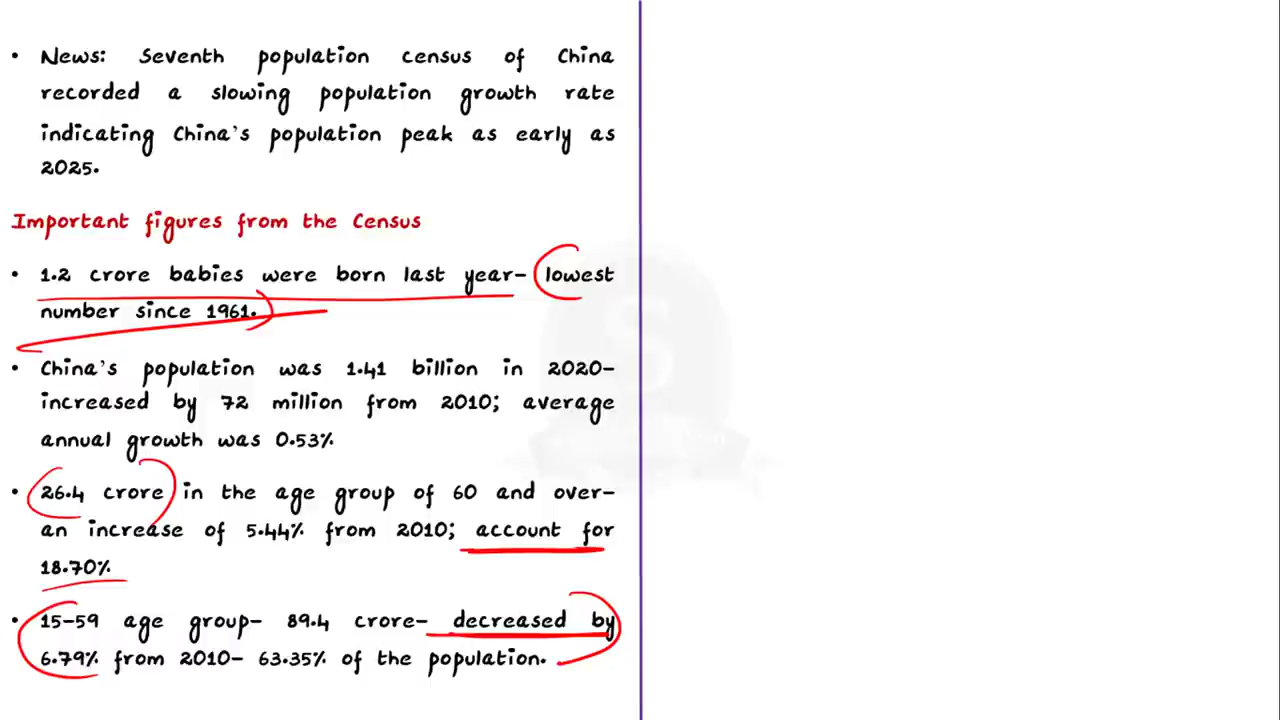 • News: Seventh population census of China
recorded a slowing population growth rate
indicating China's population peak as early as
2025.
Important figures from the Census
• 1.2 crore babies were born last year- lowest
number since 1961.
• China's population was 1.41 billion in 2020-
increased by 72 million from 2010; average
annual growth was 0.53%
• 26.4 crore in the age group of 60 and over-
an increase of 5.44% from 2010; account for
18.70%
• 15-59 age group- 89.4 crore- decreased by
6.79% from 2010- 63.35% of the population.